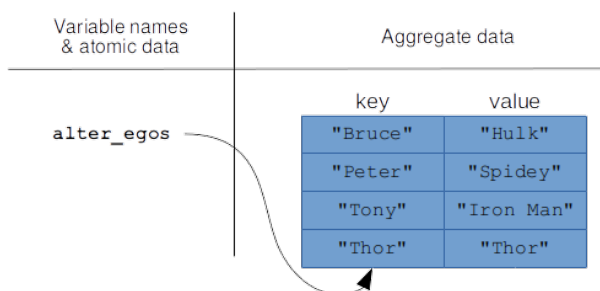 Variable names
& atomic data
Aggregate data
key value
alter_egos
"Bruce" "Hulk"
"Peter" "Spidey"
"Tony" "Iron Man"
"Thor" "Thor"